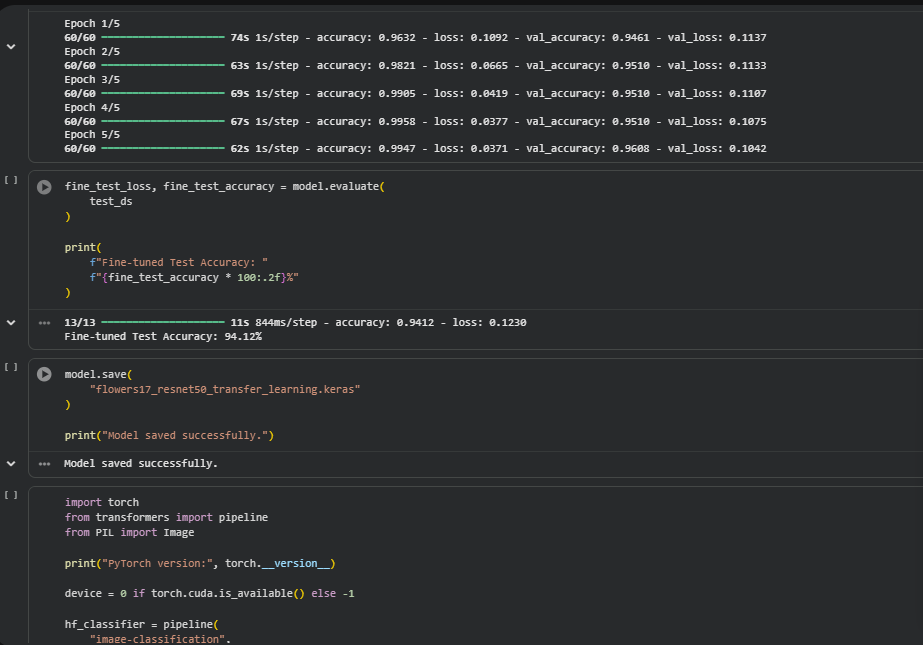 Epoch 1/5
60/60 ━━━━━━━━━━━━━━━━━━━━ 74s 1s/step - accuracy: 0.9632 - loss: 0.1092 - val_accuracy: 0.9461 - val_loss: 0.1137
Epoch 2/5
60/60 ━━━━━━━━━━━━━━━━━━━━ 63s 1s/step - accuracy: 0.9821 - loss: 0.0665 - val_accuracy: 0.9510 - val_loss: 0.1133
Epoch 3/5
60/60 ━━━━━━━━━━━━━━━━━━━━ 69s 1s/step - accuracy: 0.9905 - loss: 0.0419 - val_accuracy: 0.9510 - val_loss: 0.1107
Epoch 4/5
60/60 ━━━━━━━━━━━━━━━━━━━━ 67s 1s/step - accuracy: 0.9958 - loss: 0.0377 - val_accuracy: 0.9510 - val_loss: 0.1075
Epoch 5/5
60/60 ━━━━━━━━━━━━━━━━━━━━ 62s 1s/step - accuracy: 0.9947 - loss: 0.0371 - val_accuracy: 0.9608 - val_loss: 0.1042
[ ]
fine_test_loss, fine_test_accuracy = model.evaluate(
    test_ds
)

print(
    f"Fine-tuned Test Accuracy: "
    f"{fine_test_accuracy * 100:.2f}%"
)
13/13 ━━━━━━━━━━━━━━━━━━━━ 11s 844ms/step - accuracy: 0.9412 - loss: 0.1230
Fine-tuned Test Accuracy: 94.12%
[ ]
model.save(
    "flowers17_resnet50_transfer_learning.keras"
)

print("Model saved successfully.")
Model saved successfully.
[ ]
import torch
from transformers import pipeline
from PIL import Image

print("PyTorch version:", torch.__version__)

device = 0 if torch.cuda.is_available() else -1

hf_classifier = pipeline(
    "image-classification",